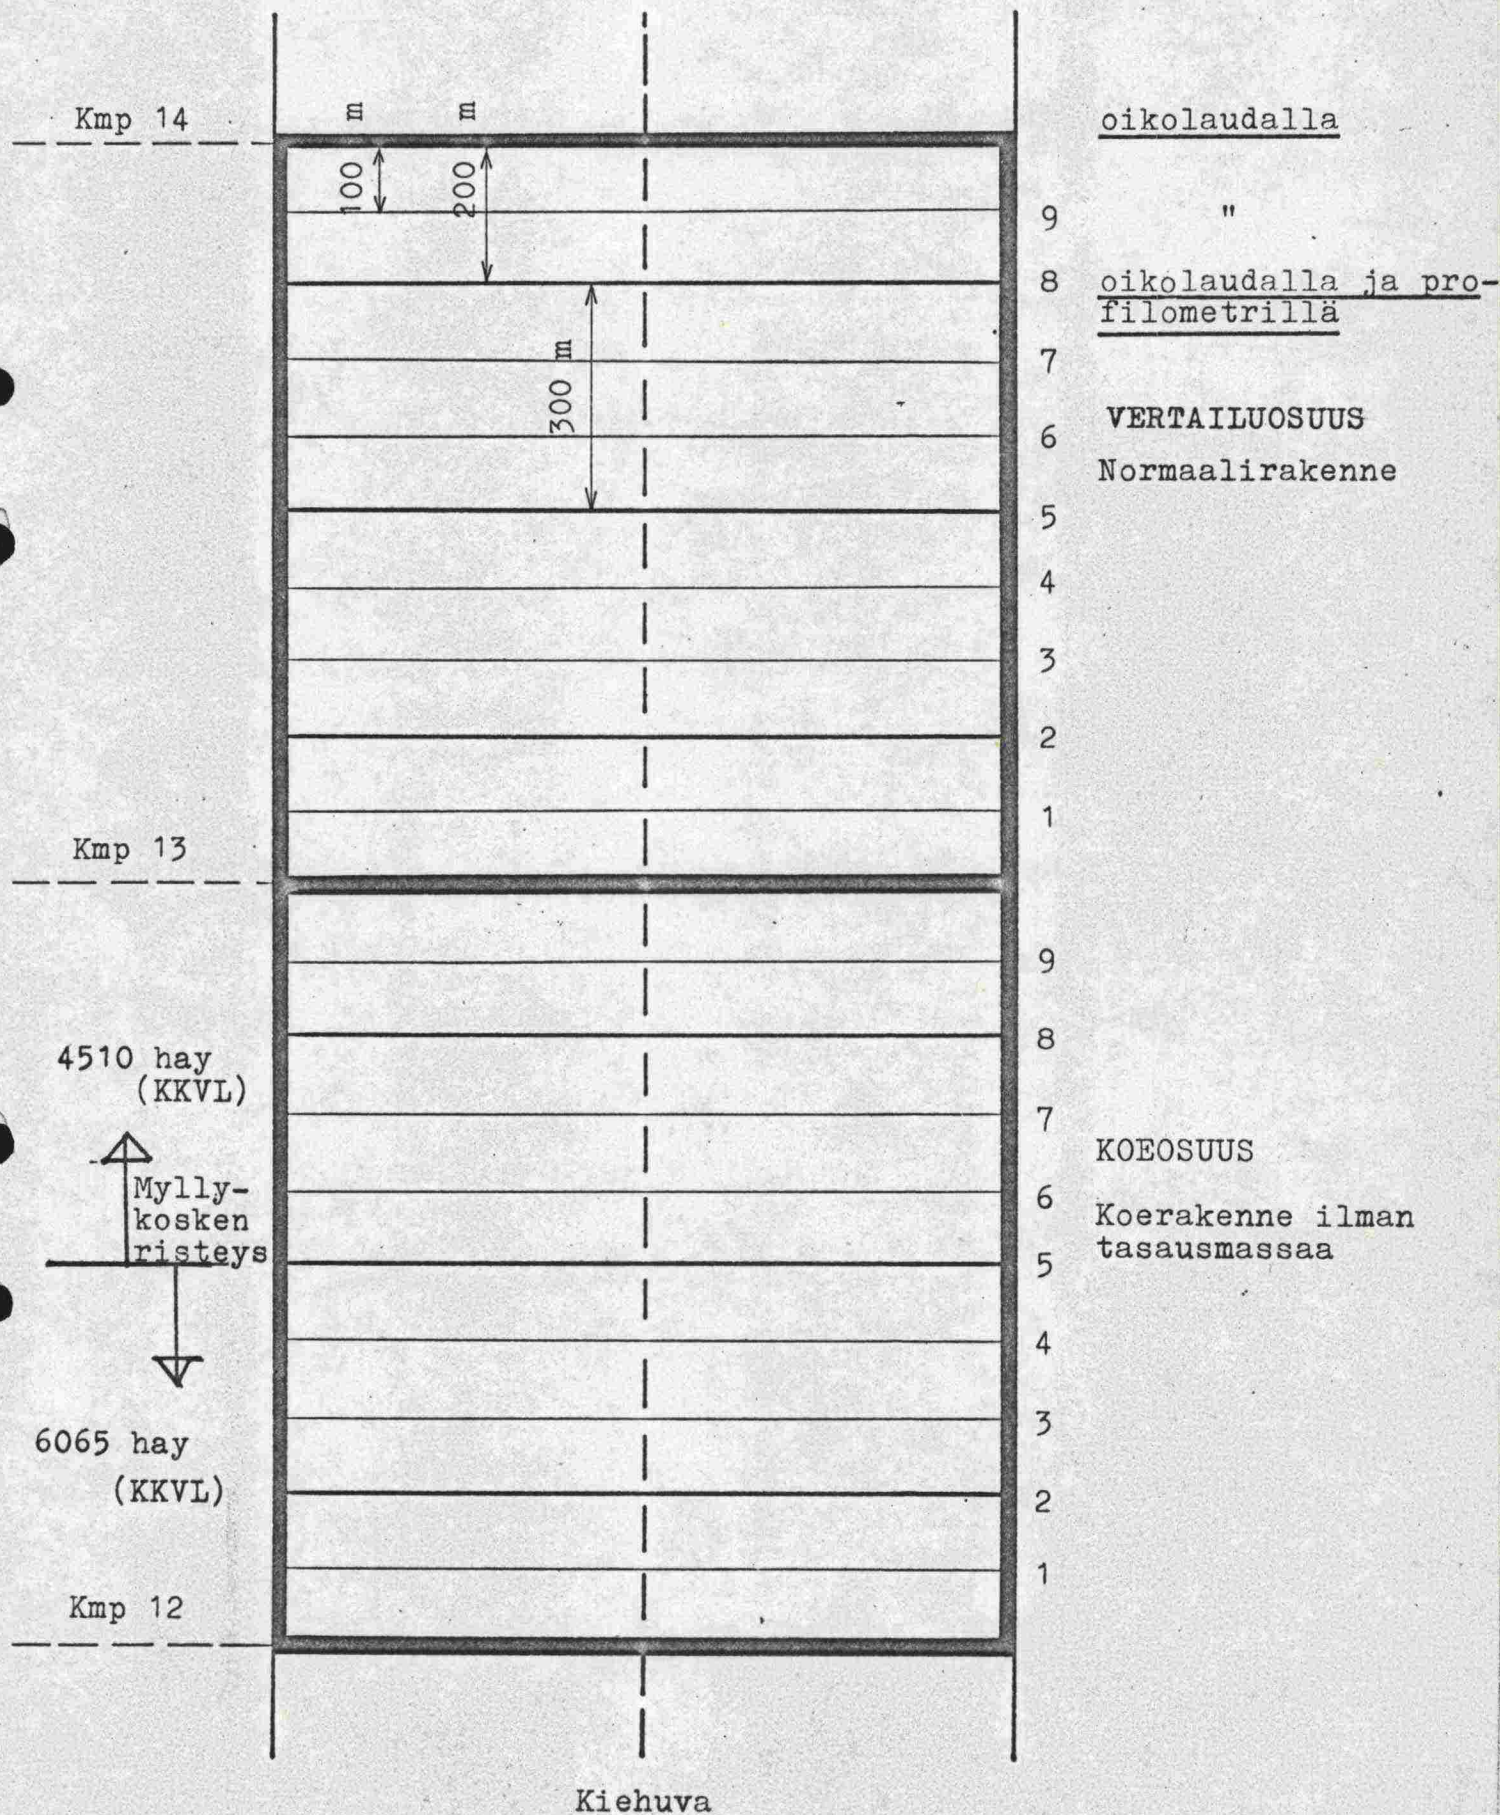 Kmp 14
100 m
200 m
oikolaudalla
9
"
8
oikolaudalla ja pro-
filometrillä
300 m
7
VERTAILUOSUUS
6
Normaalirakenne
5
4
3
2
1
Kmp 13
9
8
4510 hay
(KKVL)
7
KOEOSUUS
Mylly-
kosken
risteys
6
Koerakenne ilman
tasausmassaa
5
4
3
6065 hay
(KKVL)
2
1
Kmp 12
Kiehuva